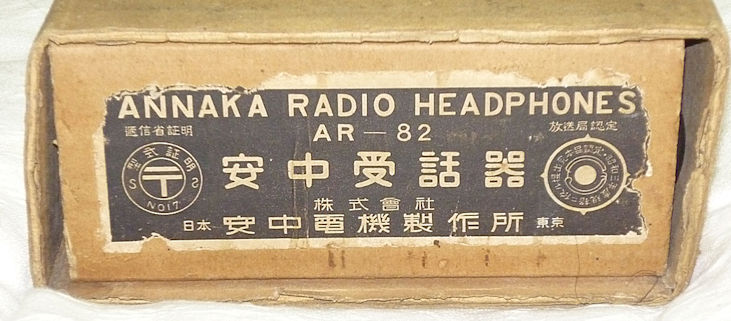 ANNAKA RADIO HEADPHONES
逓信省証明
AR-82
放送局認定
型式証明
〒
S 2
NO17
安中受話器
株式會社
日本 安中電機製作所 東京